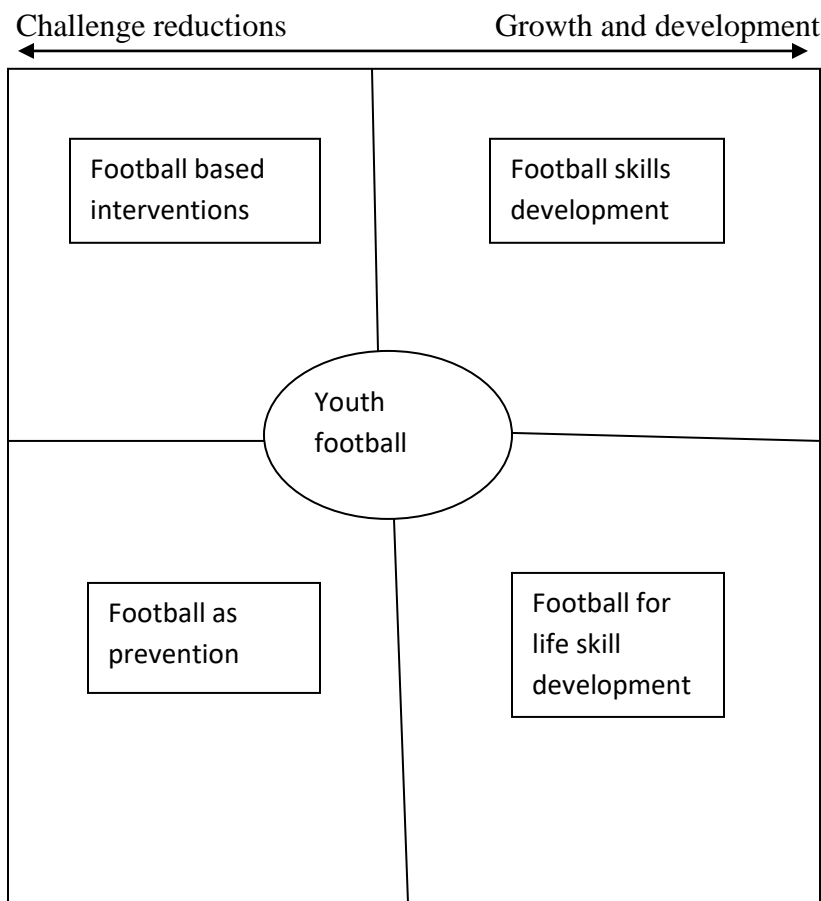 Challenge reductions Growth and development
Football based
interventions
Football skills
development
Youth
football
Football as
prevention
Football for
life skill
development